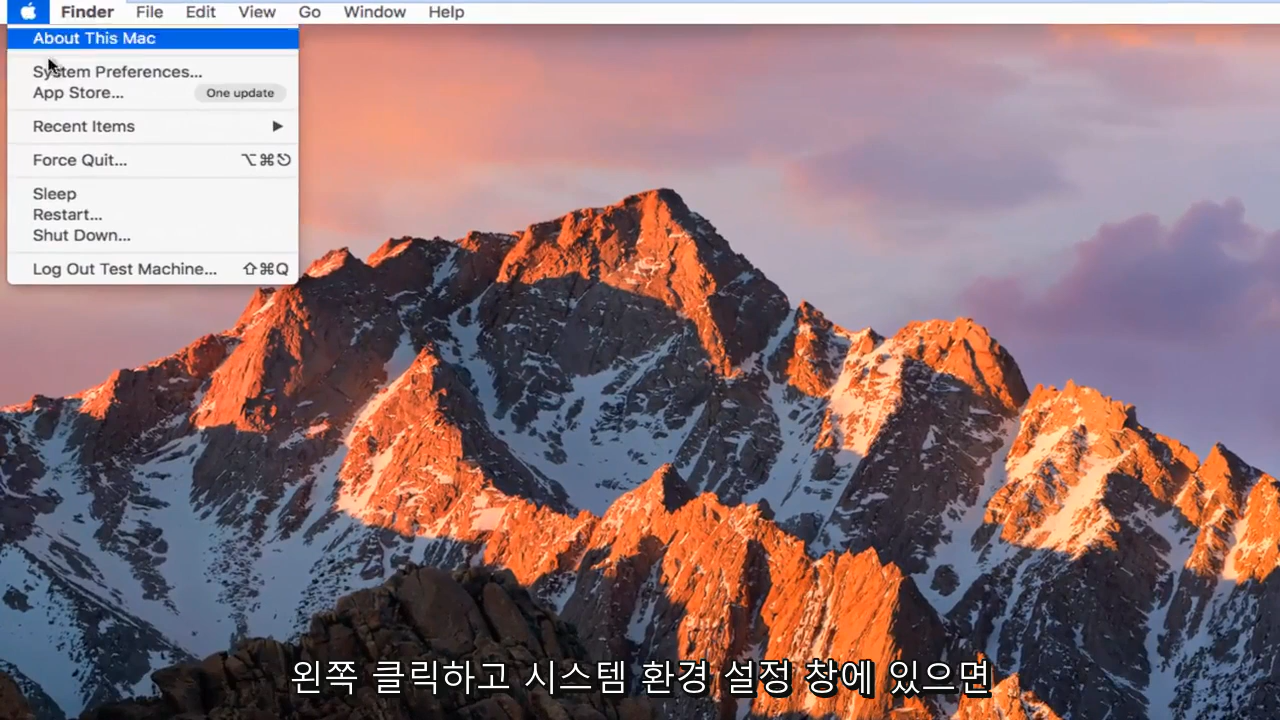 Finder File Edit View Go Window Help
About This Mac
System Preferences...
App Store... One update
Recent Items ▶
Force Quit... ⌥⌘⎋
Sleep
Restart...
Shut Down...
Log Out Test Machine... ⇧⌘Q
왼쪽 클릭하고 시스템 환경 설정 창에 있으면